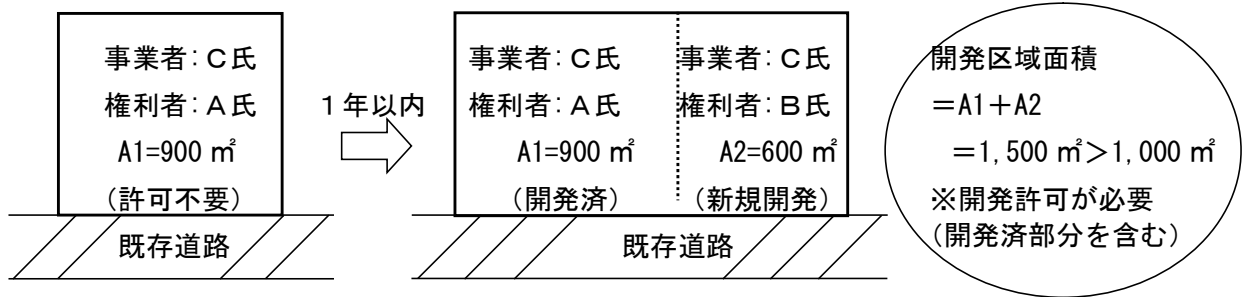 事業者：Ｃ氏
権利者：Ａ氏
A1=900 ㎡
（許可不要）
既存道路
１年以内
事業者：Ｃ氏
権利者：Ａ氏
A1=900 ㎡
（開発済）
事業者：Ｃ氏
権利者：Ｂ氏
A2=600 ㎡
（新規開発）
既存道路
開発区域面積
＝A1＋A2
＝1,500 ㎡＞1,000 ㎡
※開発許可が必要
（開発済部分を含む）